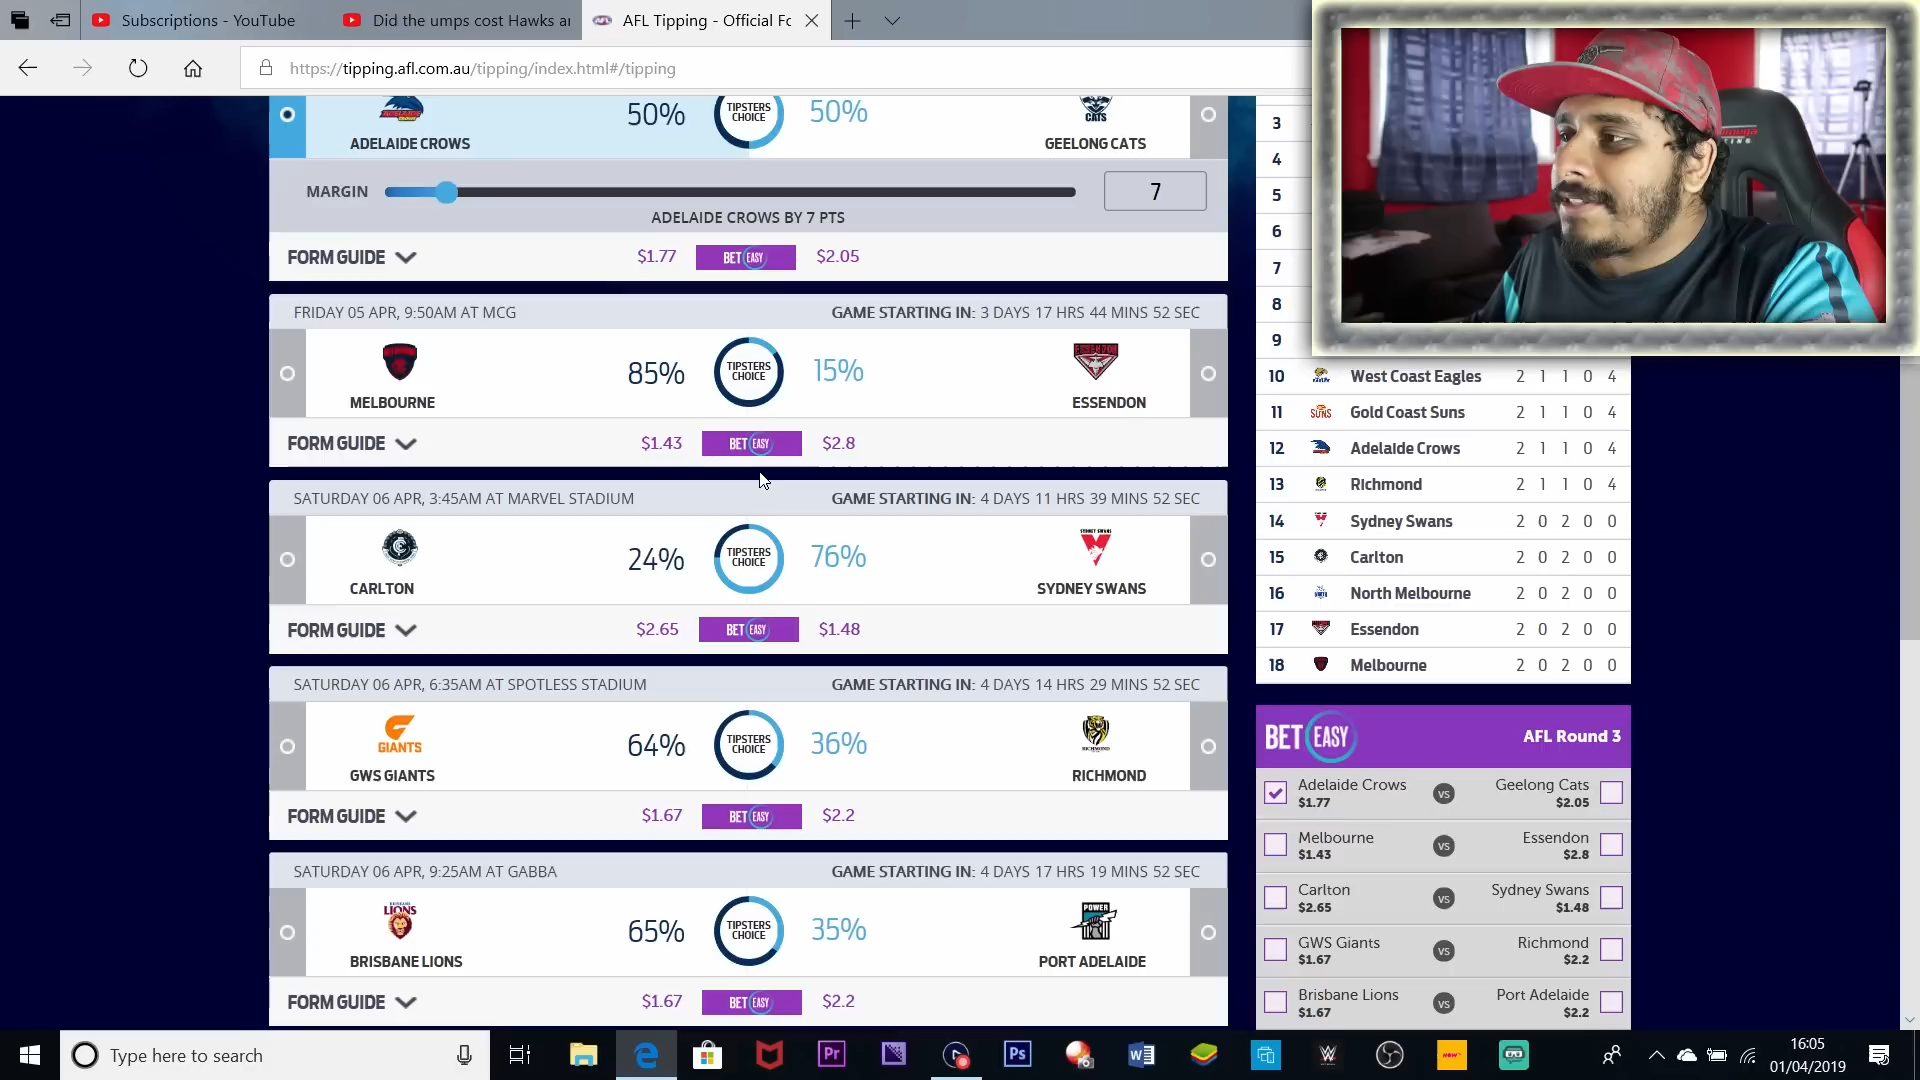 Subscriptions - YouTube
Did the umps cost Hawks ar
AFL Tipping - Official Fo
https://tipping.afl.com.au/tipping/index.html#/tipping
ADELAIDE CROWS
50%
TIPSTERS CHOICE
50%
CATS
GEELONG CATS
MARGIN
7
ADELAIDE CROWS BY 7 PTS
FORM GUIDE
$1.77
BET EASY
$2.05
FRIDAY 05 APR, 9:50AM AT MCG
GAME STARTING IN: 3 DAYS 17 HRS 44 MINS 52 SEC
MELBOURNE
85%
TIPSTERS CHOICE
15%
ESSENDON
ESSENDON
FORM GUIDE
$1.43
BET EASY
$2.8
SATURDAY 06 APR, 3:45AM AT MARVEL STADIUM
GAME STARTING IN: 4 DAYS 11 HRS 39 MINS 52 SEC
CARLTON
24%
TIPSTERS CHOICE
76%
SYDNEY SWANS
SYDNEY SWANS
FORM GUIDE
$2.65
BET EASY
$1.48
SATURDAY 06 APR, 6:35AM AT SPOTLESS STADIUM
GAME STARTING IN: 4 DAYS 14 HRS 29 MINS 52 SEC
GIANTS
GWS GIANTS
64%
TIPSTERS CHOICE
36%
RICHMOND
RICHMOND
FORM GUIDE
$1.67
BET EASY
$2.2
SATURDAY 06 APR, 9:25AM AT GABBA
GAME STARTING IN: 4 DAYS 17 HRS 19 MINS 52 SEC
LIONS
BRISBANE LIONS
65%
TIPSTERS CHOICE
35%
POWER
PORT ADELAIDE
FORM GUIDE
$1.67
BET EASY
$2.2
3
4
5
6
7
8
9
10 West Coast Eagles 2 1 1 0 4
11 SUNS Gold Coast Suns 2 1 1 0 4
12 Adelaide Crows 2 1 1 0 4
13 Richmond 2 1 1 0 4
14 Sydney Swans 2 0 2 0 0
15 Carlton 2 0 2 0 0
16 North Melbourne 2 0 2 0 0
17 Essendon 2 0 2 0 0
18 Melbourne 2 0 2 0 0
BET EASY AFL Round 3
Adelaide Crows vs Geelong Cats
$1.77 $2.05
Melbourne vs Essendon
$1.43 $2.8
Carlton vs Sydney Swans
$2.65 $1.48
GWS Giants vs Richmond
$1.67 $2.2
Brisbane Lions vs Port Adelaide
$1.67 $2.2
Type here to search
Pr
Ps
W
NOW
16:05
01/04/2019